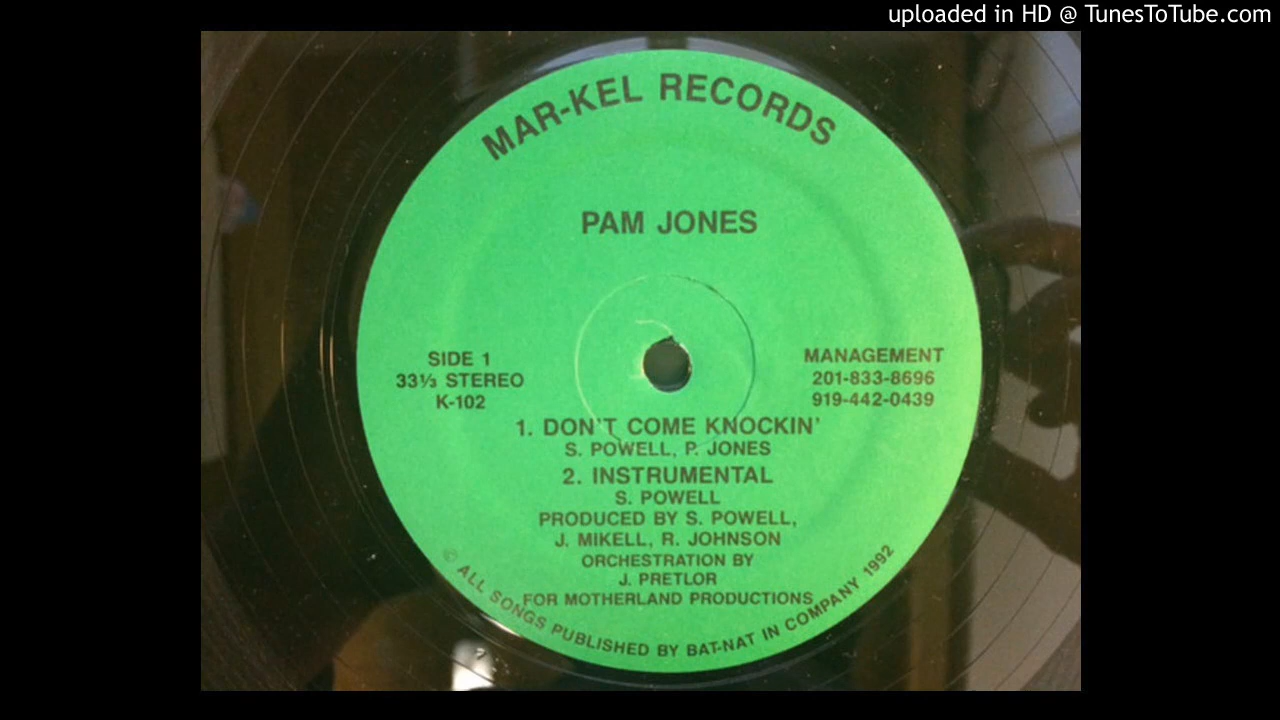 uploaded in HD @ TunesToTube.com
MAR-KEL RECORDS
PAM JONES
SIDE 1
33⅓ STEREO
K-102
MANAGEMENT
201-833-8696
919-442-0439
1. DON'T COME KNOCKIN'
S. POWELL, P. JONES
2. INSTRUMENTAL
S. POWELL
PRODUCED BY S. POWELL,
J. MIKELL, R. JOHNSON
ORCHESTRATION BY
J. PRETLOR
FOR MOTHERLAND PRODUCTIONS
© ALL SONGS PUBLISHED BY BAT-NAT IN COMPANY 1992